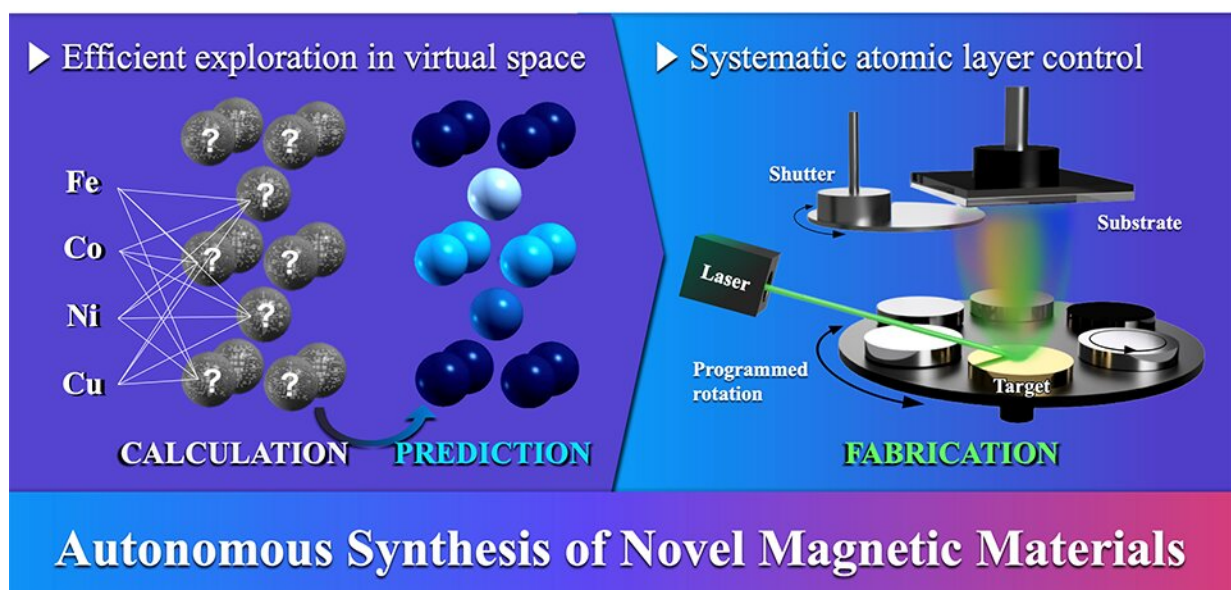 Efficient exploration in virtual space
Fe
Co
Ni
Cu
?
?
?
?
?
?
?
?
CALCULATION
PREDICTION
Systematic atomic layer control
Shutter
Substrate
Laser
Programmed
rotation
Target
FABRICATION
Autonomous Synthesis of Novel Magnetic Materials